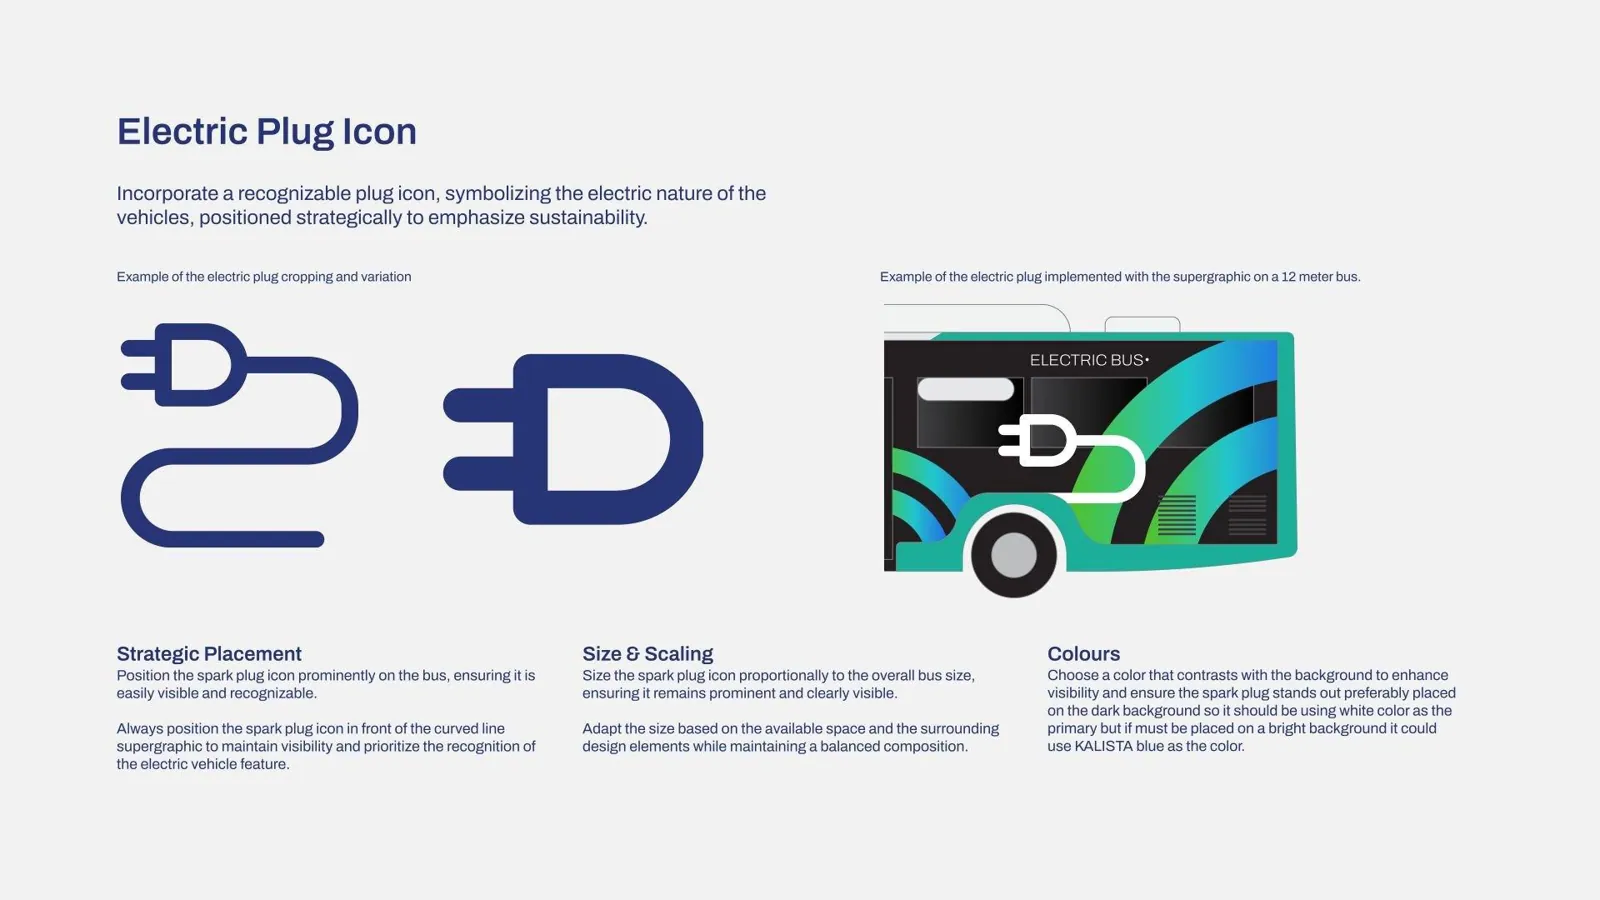 Electric Plug Icon
Incorporate a recognizable plug icon, symbolizing the electric nature of the
vehicles, positioned strategically to emphasize sustainability.
Example of the electric plug cropping and variation
Example of the electric plug implemented with the supergraphic on a 12 meter bus.
ELECTRIC BUS•
Strategic Placement
Position the spark plug icon prominently on the bus, ensuring it is
easily visible and recognizable.
Always position the spark plug icon in front of the curved line
supergraphic to maintain visibility and prioritize the recognition of
the electric vehicle feature.
Size & Scaling
Size the spark plug icon proportionally to the overall bus size,
ensuring it remains prominent and clearly visible.
Adapt the size based on the available space and the surrounding
design elements while maintaining a balanced composition.
Colours
Choose a color that contrasts with the background to enhance
visibility and ensure the spark plug stands out preferably placed
on the dark background so it should be using white color as the
primary but if must be placed on a bright background it could
use KALISTA blue as the color.